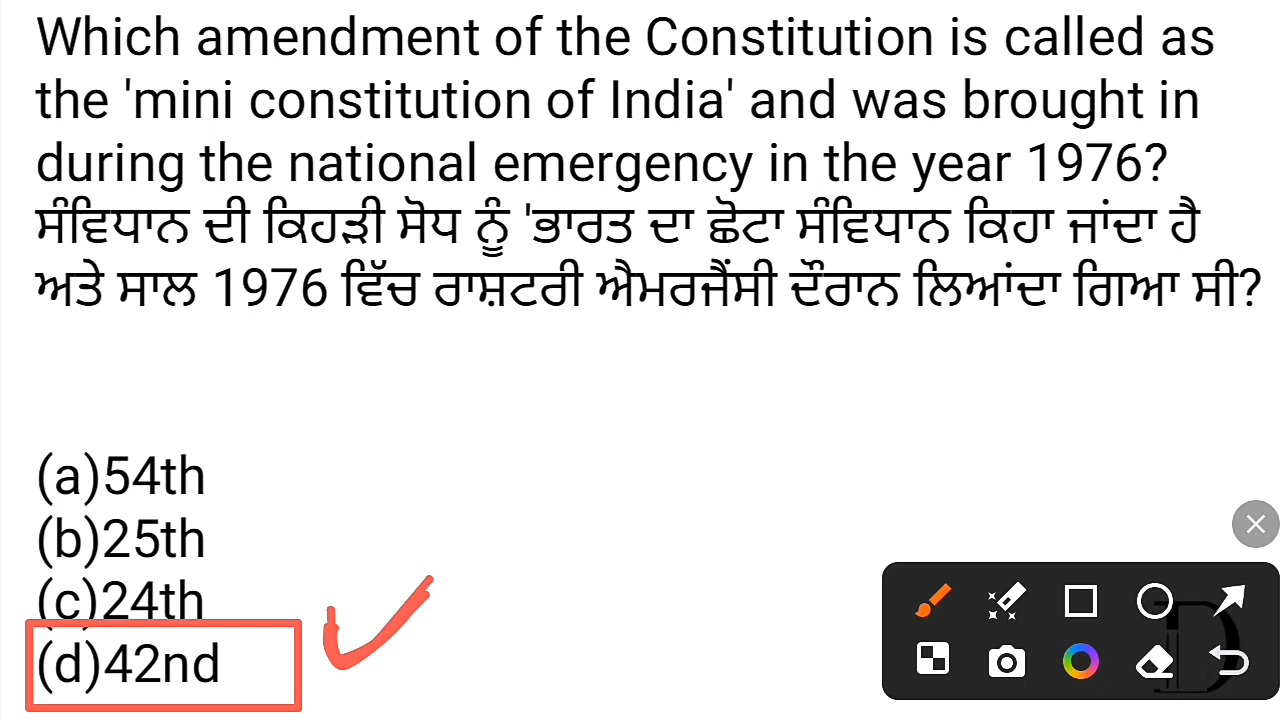 Which amendment of the Constitution is called as
the 'mini constitution of India' and was brought in
during the national emergency in the year 1976?
ਸੰਵਿਧਾਨ ਦੀ ਕਿਹੜੀ ਸੋਧ ਨੂੰ 'ਭਾਰਤ ਦਾ ਛੋਟਾ ਸੰਵਿਧਾਨ ਕਿਹਾ ਜਾਂਦਾ ਹੈ
ਅਤੇ ਸਾਲ 1976 ਵਿੱਚ ਰਾਸ਼ਟਰੀ ਐਮਰਜੈਂਸੀ ਦੌਰਾਨ ਲਿਆਂਦਾ ਗਿਆ ਸੀ?
(a)54th
(b)25th
(c)24th
(d)42nd
D